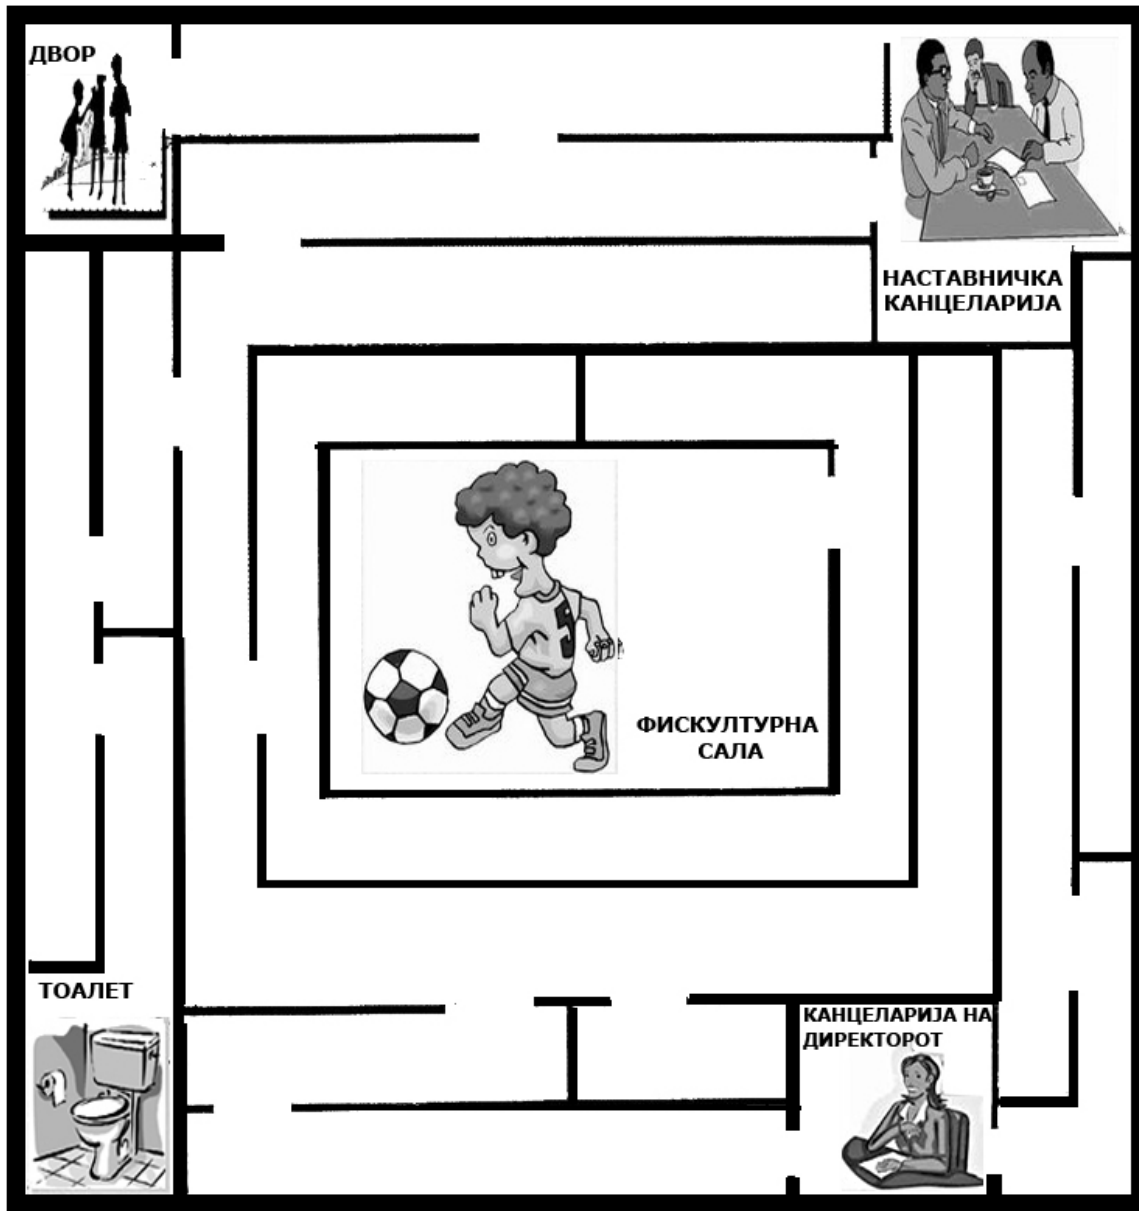 ДВОР
НАСТАВНИЧКА
КАНЦЕЛАРИЈА
ФИСКУЛТУРНА
САЛА
ТОАЛЕТ
КАНЦЕЛАРИЈА НА
ДИРЕКТОРОТ